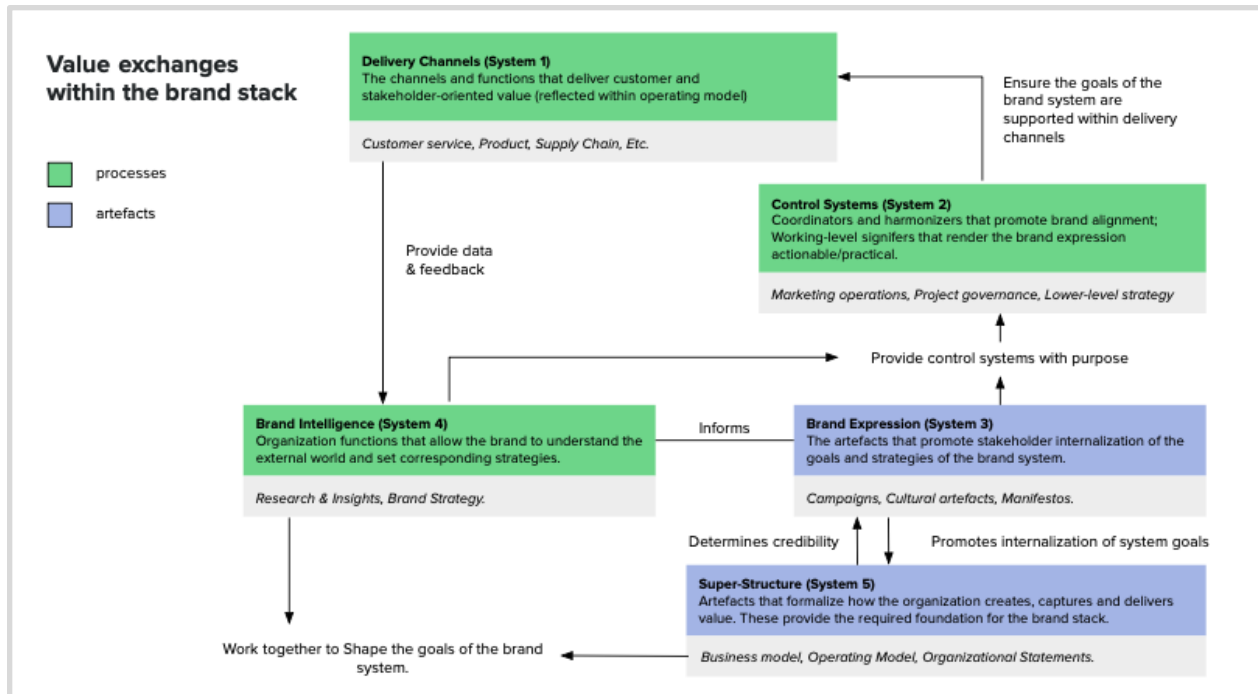 Value exchanges
within the brand stack
processes
artefacts
Delivery Channels (System 1)
The channels and functions that deliver customer and
stakeholder-oriented value (reflected within operating model)
Customer service, Product, Supply Chain, Etc.
Ensure the goals of the
brand system are
supported within delivery
channels
Control Systems (System 2)
Coordinators and harmonizers that promote brand alignment;
Working-level signifers that render the brand expression
actionable/practical.
Marketing operations, Project governance, Lower-level strategy
Provide data
& feedback
Provide control systems with purpose
Brand Intelligence (System 4)
Organization functions that allow the brand to understand the
external world and set corresponding strategies.
Research & Insights, Brand Strategy.
Informs
Brand Expression (System 3)
The artefacts that promote stakeholder internalization of the
goals and strategies of the brand system.
Campaigns, Cultural artefacts, Manifestos.
Determines credibility
Promotes internalization of system goals
Super-Structure (System 5)
Artefacts that formalize how the organization creates, captures and delivers
value. These provide the required foundation for the brand stack.
Business model, Operating Model, Organizational Statements.
Work together to Shape the goals of the brand
system.